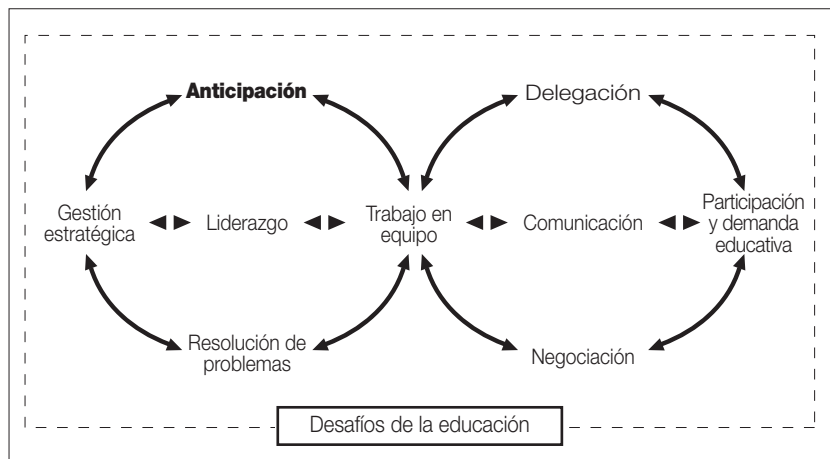 Anticipación
Delegación
Gestión
estratégica
Liderazgo
Trabajo en
equipo
Comunicación
Participación
y demanda
educativa
Resolución de
problemas
Negociación
Desafíos de la educación